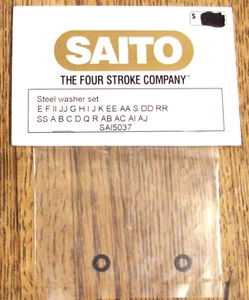 $
SAITO
THE FOUR STROKE COMPANY™
Steel washer set
E F II JJ G H I J K EE AA S DD RR
SS A B C D Q R AB AC AI AJ
SAI5037